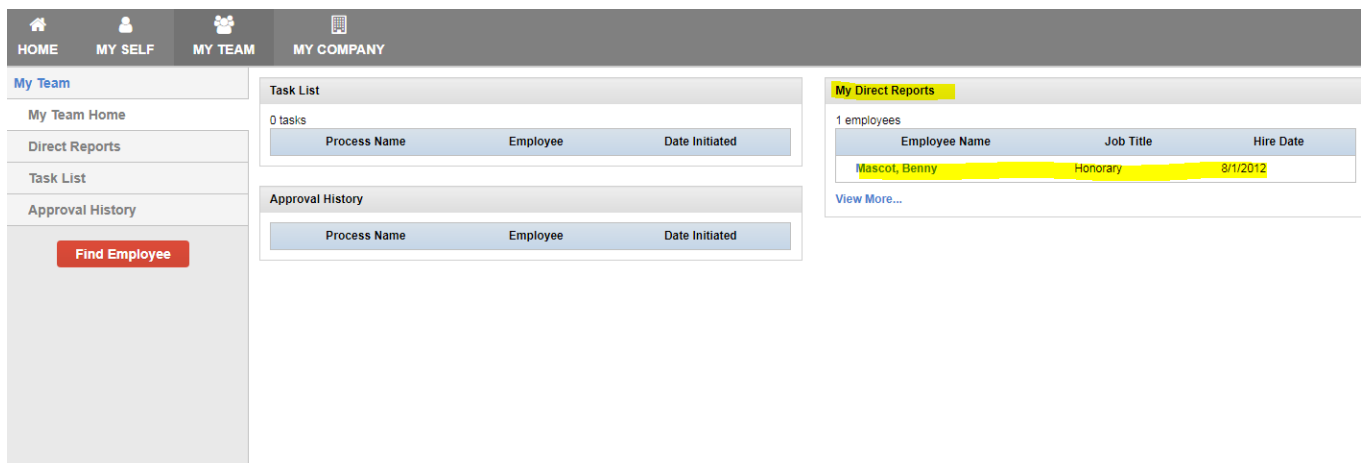 HOME MY SELF MY TEAM MY COMPANY
My Team
My Team Home
Direct Reports
Task List
Approval History
Find Employee
Task List
0 tasks
Process Name Employee Date Initiated
Approval History
Process Name Employee Date Initiated
My Direct Reports
1 employees
Employee Name Job Title Hire Date
Mascot, Benny Honorary 8/1/2012
View More...